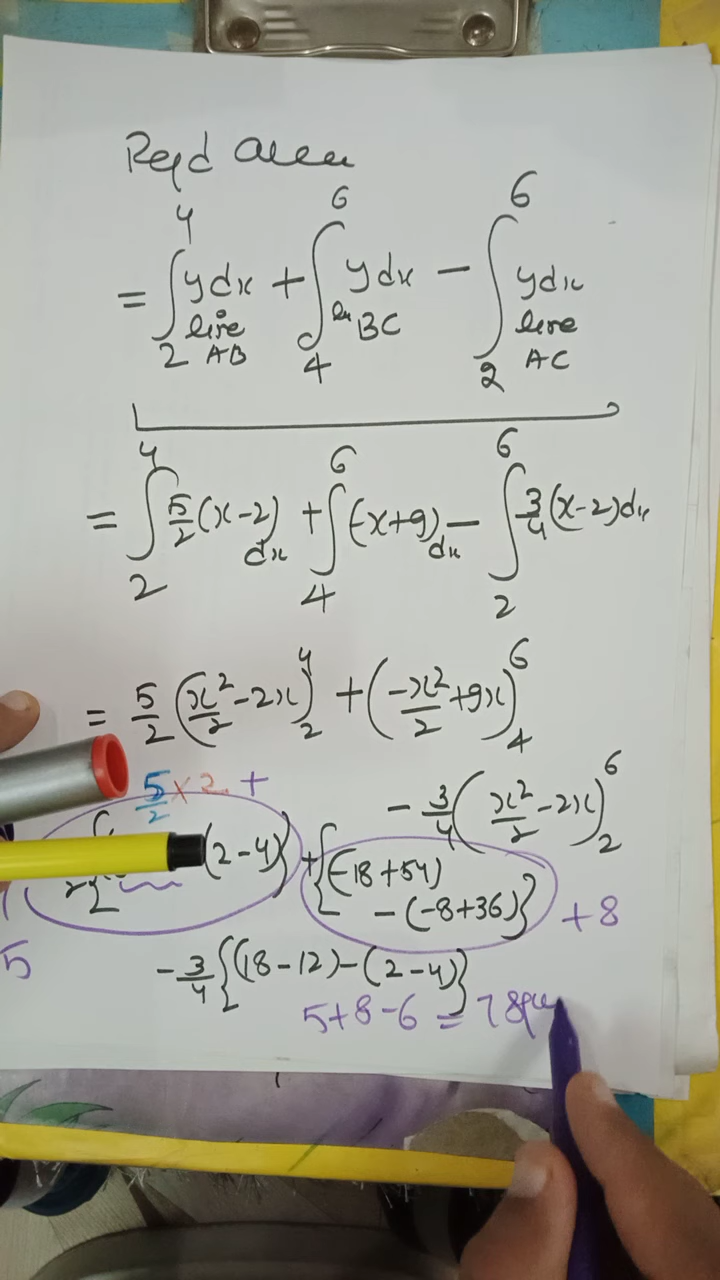 Reqd area
= ∫₂⁴ y dx line AB + ∫₄⁶ y dx line BC − ∫₂⁶ y dx line AC
= ∫₂⁴ 5/2 (x−2) dx + ∫₄⁶ (−x+9) dx − ∫₂⁶ 3/4 (x−2) dx
= 5/2 (x²/2 − 2x)₂⁴ + (−x²/2 + 9x)₄⁶
− 3/4 (x²/2 − 2x)₂⁶
5/2 × 2 +
(2−4)} + {(−18+54)
− (−8+36)} + 8
5
− 3/4 {(18−12) − (2−4)}
5+8−6 = 7